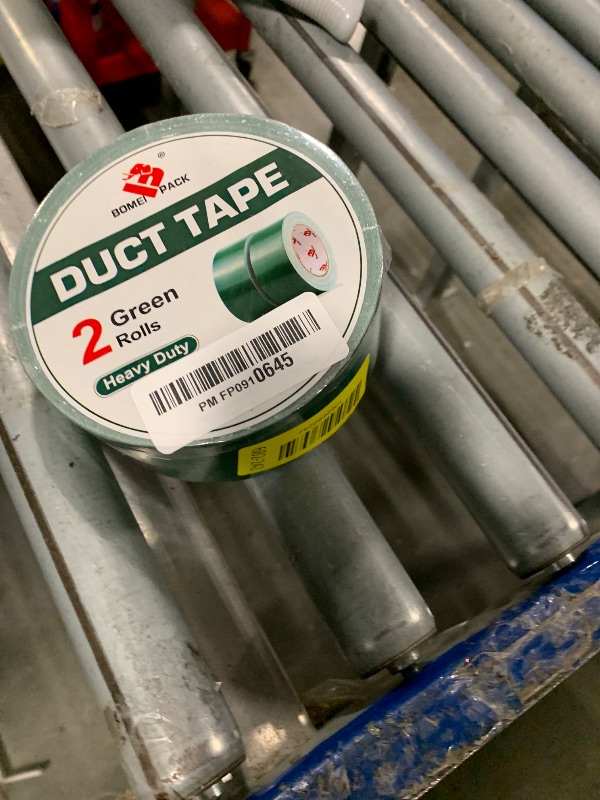 ®
BOMEI PACK
DUCT TAPE
2 Green
Rolls
Heavy Duty
PM FP0910645